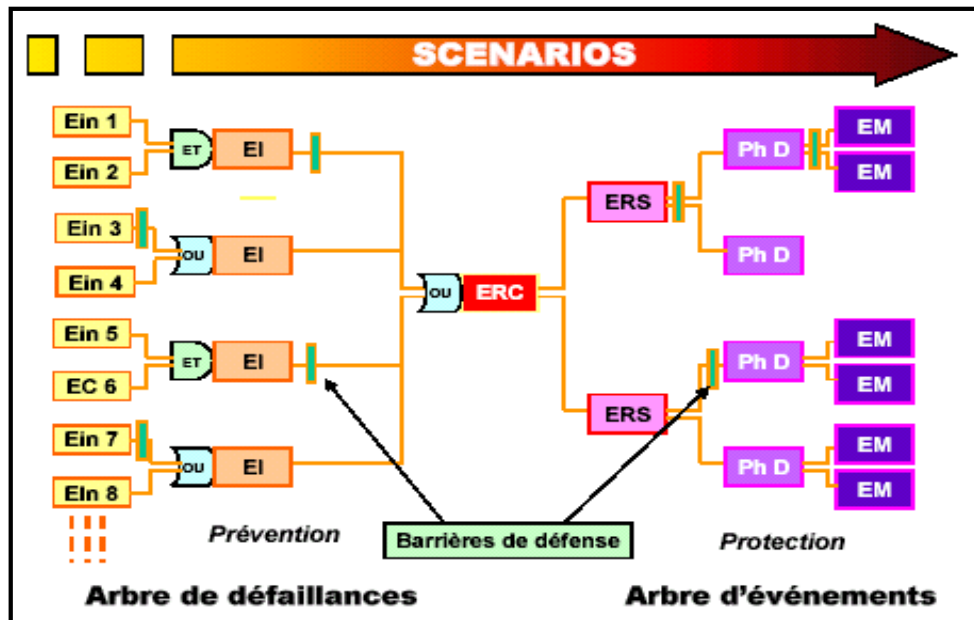 SCENARIOS
Ein 1
Ein 2
ET
EI
Ein 3
Ein 4
OU
EI
Ein 5
EC 6
ET
EI
Ein 7
EIn 8
OU
EI
OU
ERC
ERS
ERS
Ph D
Ph D
Ph D
Ph D
EM
EM
EM
EM
EM
EM
Prévention
Barrières de défense
Protection
Arbre de défaillances
Arbre d'événements